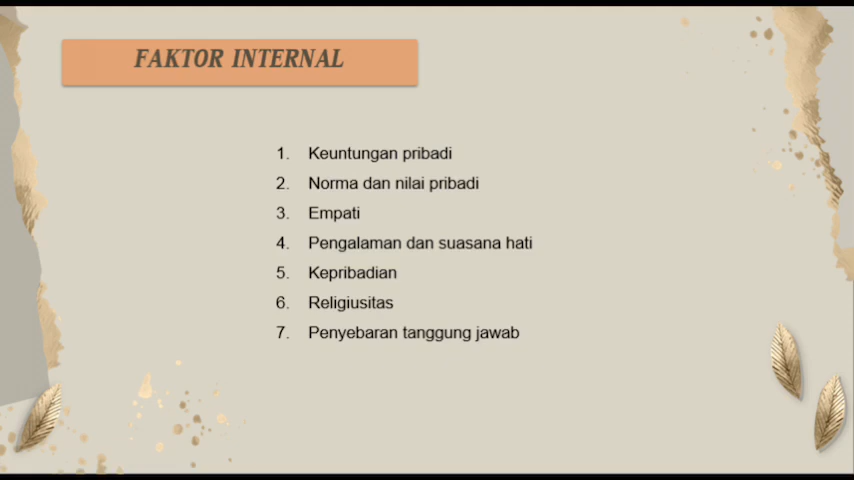 FAKTOR INTERNAL
1. Keuntungan pribadi
2. Norma dan nilai pribadi
3. Empati
4. Pengalaman dan suasana hati
5. Kepribadian
6. Religiusitas
7. Penyebaran tanggung jawab